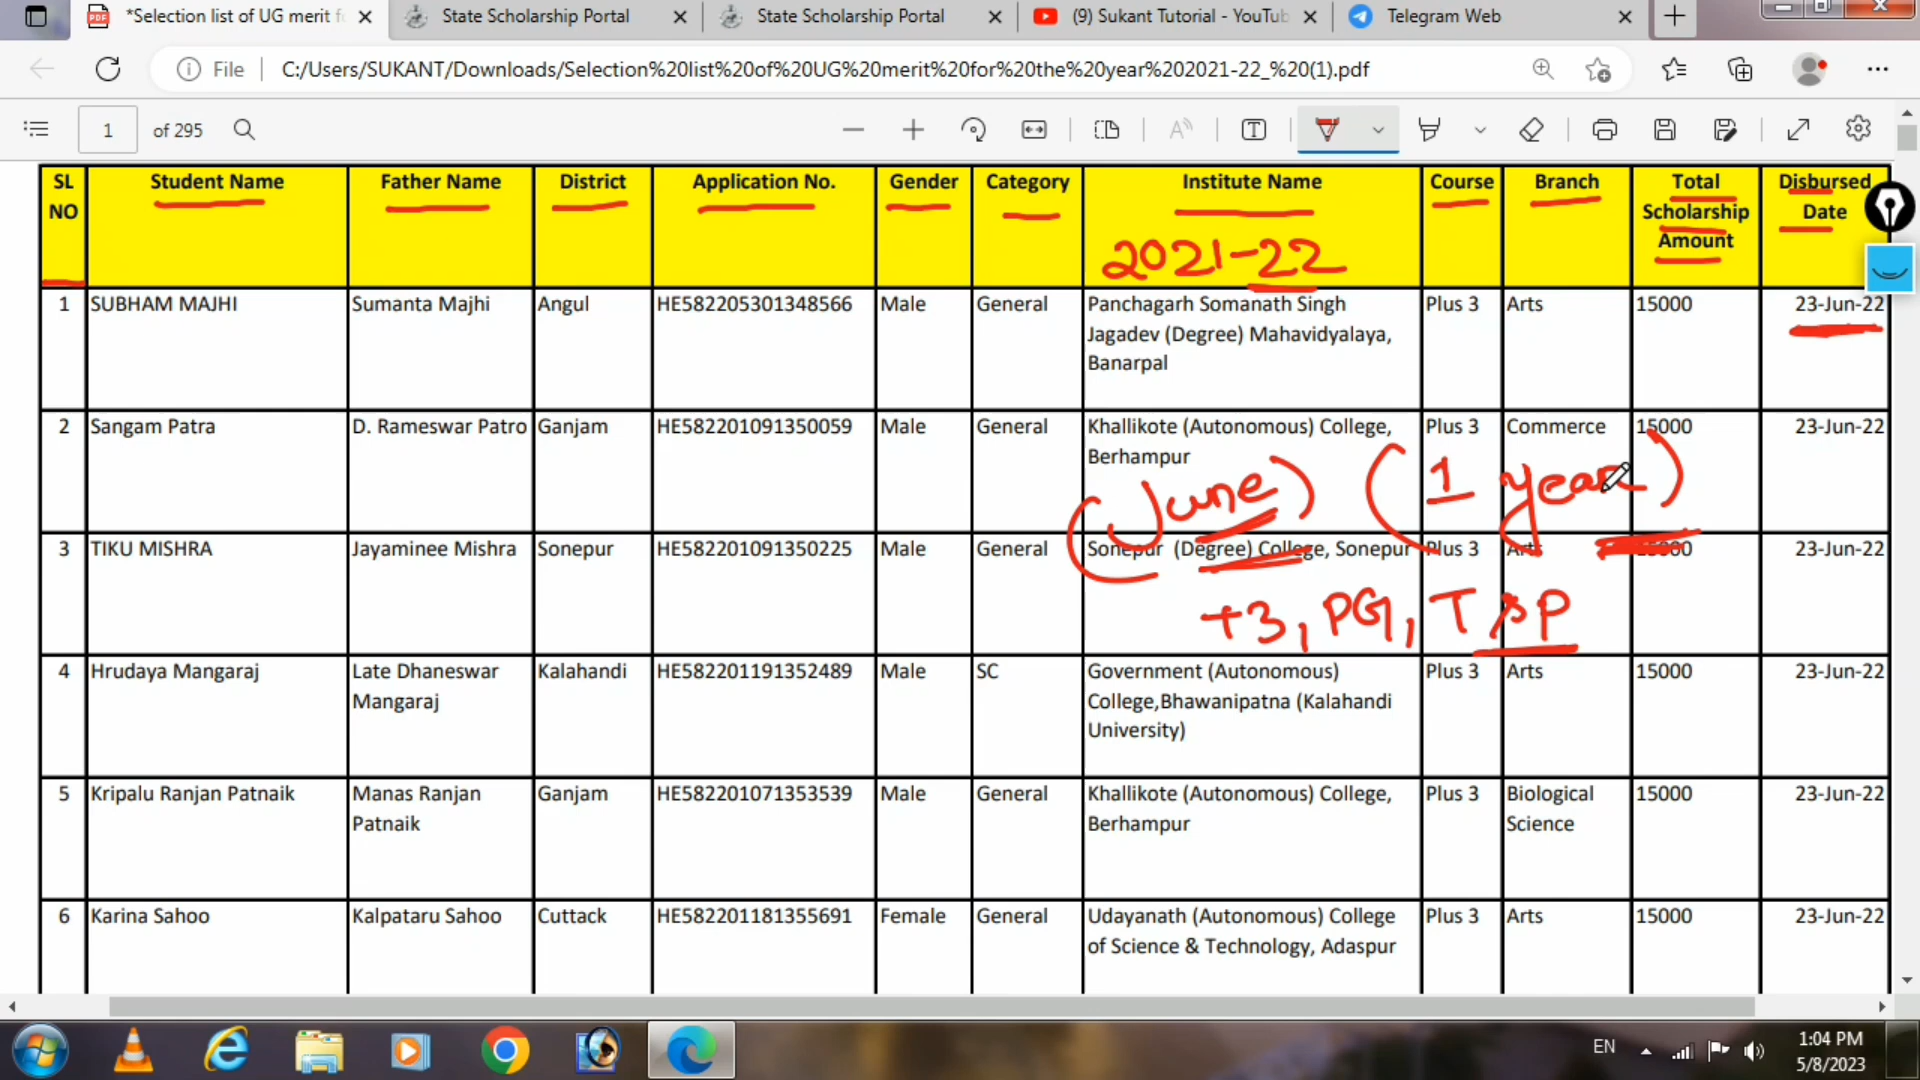 *Selection list of UG merit f
State Scholarship Portal
State Scholarship Portal
(9) Sukant Tutorial - YouTub
Telegram Web
File
C:/Users/SUKANT/Downloads/Selection%20list%20of%20UG%20merit%20for%20the%20year%202021-22_%20(1).pdf
1 of 295
SL NO Student Name Father Name District Application No. Gender Category Institute Name Course Branch Total Scholarship Amount Disbursed Date
2021-22
1 SUBHAM MAJHI Sumanta Majhi Angul HE582205301348566 Male General Panchagarh Somanath Singh Plus 3 Arts 15000 23-Jun-22
Jagadev (Degree) Mahavidyalaya,
Banarpal
2 Sangam Patra D. Rameswar Patro Ganjam HE582201091350059 Male General Khallikote (Autonomous) College, Plus 3 Commerce 15000 23-Jun-22
Berhampur
(June) (1 year)
3 TIKU MISHRA Jayaminee Mishra Sonepur HE582201091350225 Male General Sonepur (Degree) College, Sonepur Plus 3 Arts 15000 23-Jun-22
+3, PG, T &P
4 Hrudaya Mangaraj Late Dhaneswar Kalahandi HE582201191352489 Male SC Government (Autonomous) Plus 3 Arts 15000 23-Jun-22
Mangaraj College,Bhawanipatna (Kalahandi
University)
5 Kripalu Ranjan Patnaik Manas Ranjan Ganjam HE582201071353539 Male General Khallikote (Autonomous) College, Plus 3 Biological 15000 23-Jun-22
Patnaik Berhampur Science
6 Karina Sahoo Kalpataru Sahoo Cuttack HE582201181355691 Female General Udayanath (Autonomous) College Plus 3 Arts 15000 23-Jun-22
of Science & Technology, Adaspur
EN
1:04 PM
5/8/2023